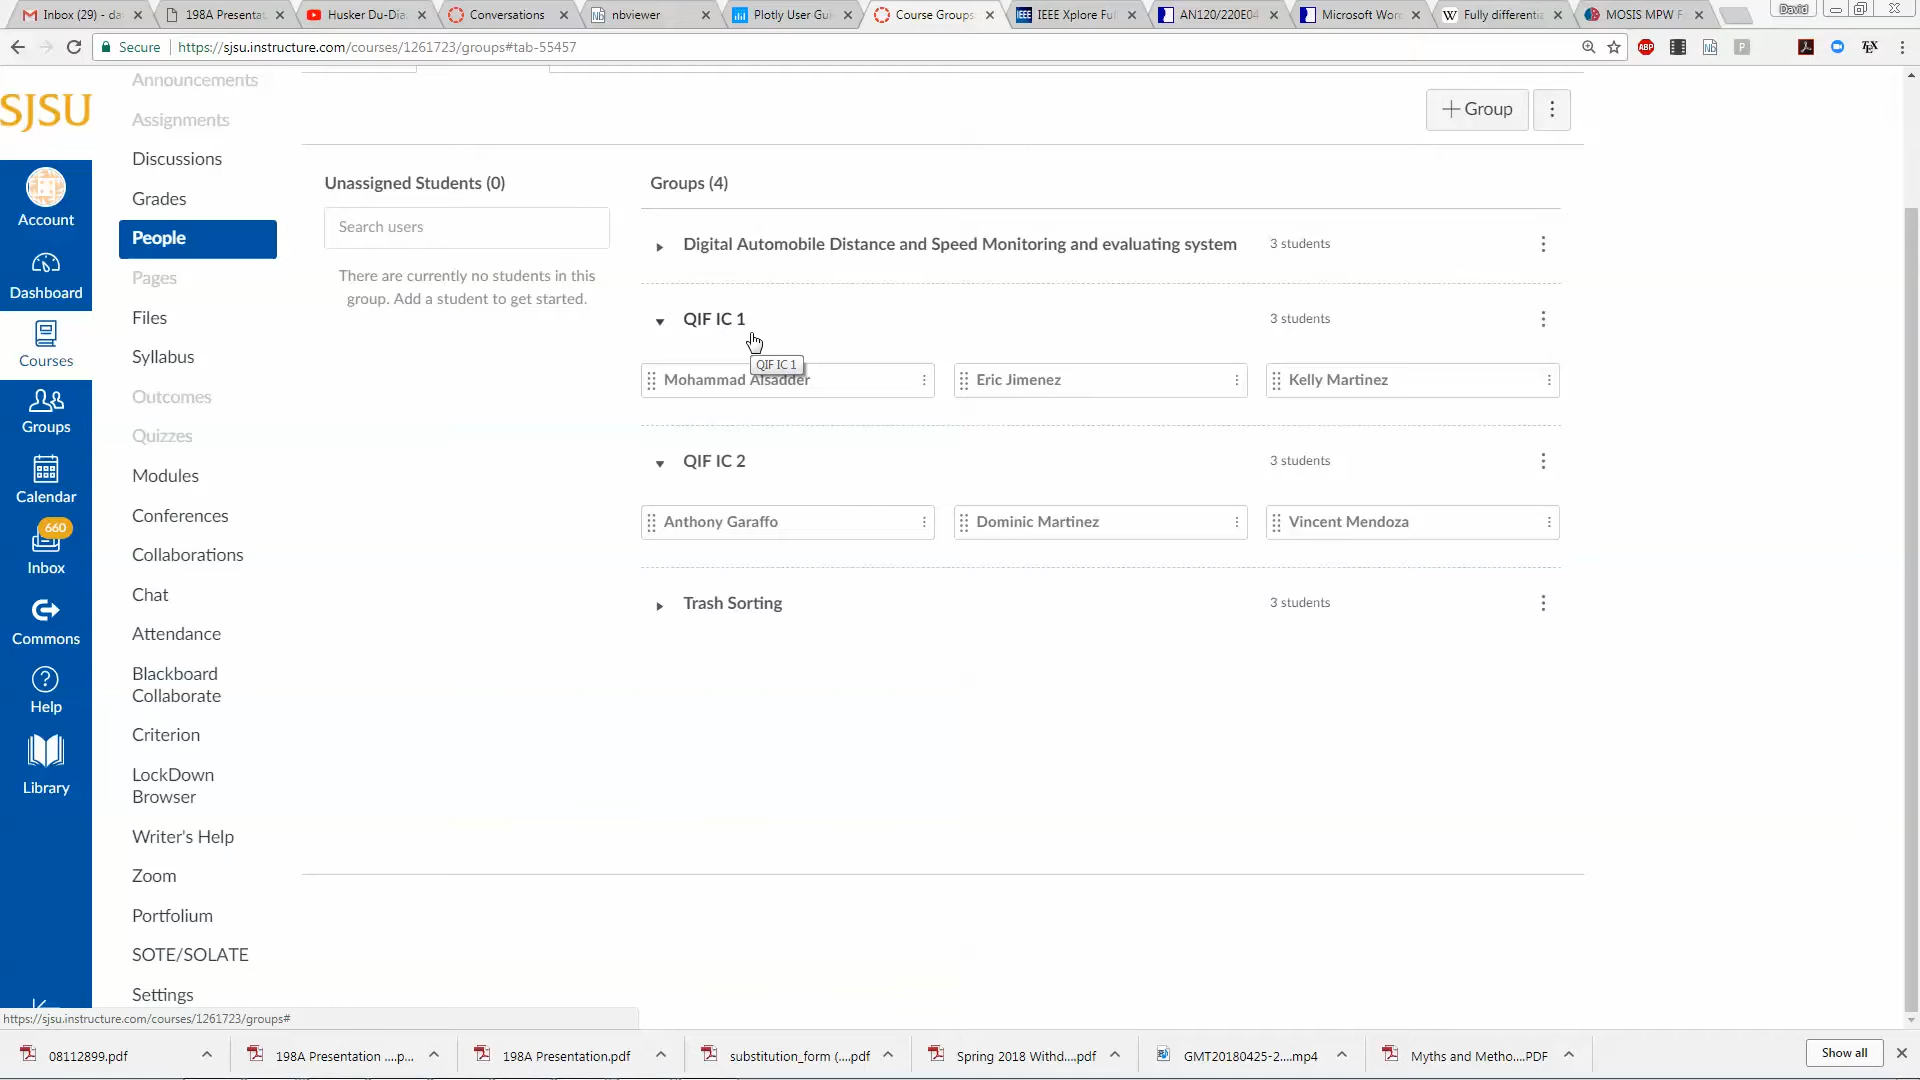 Inbox (29) - da
198A Presentat
Husker Du-Dia
Conversations
nbviewer
Plotly User Gui
Course Groups
IEEE Xplore Ful
AN120/220E04
Microsoft Wor
Fully differentia
MOSIS MPW F
David
Secure
https://sjsu.instructure.com/courses/1261723/groups#tab-55457
ABP
Nb
P
TEX
SJSU
Account
Dashboard
Courses
Groups
Calendar
660
Inbox
Commons
Help
Library
Announcements
Assignments
Discussions
Grades
People
Pages
Files
Syllabus
Outcomes
Quizzes
Modules
Conferences
Collaborations
Chat
Attendance
Blackboard
Collaborate
Criterion
LockDown
Browser
Writer's Help
Zoom
Portfolium
SOTE/SOLATE
Settings
+ Group
Unassigned Students (0)
Search users
There are currently no students in this
group. Add a student to get started.
Groups (4)
Digital Automobile Distance and Speed Monitoring and evaluating system 3 students
QIF IC 1 3 students
QIF IC 1
Mohammad Alsadder
Eric Jimenez
Kelly Martinez
QIF IC 2 3 students
Anthony Garaffo
Dominic Martinez
Vincent Mendoza
Trash Sorting 3 students
https://sjsu.instructure.com/courses/1261723/groups#
08112899.pdf
198A Presentation ....p...
198A Presentation.pdf
substitution_form (....pdf
Spring 2018 Withd....pdf
GMT20180425-2....mp4
Myths and Metho....PDF
Show all